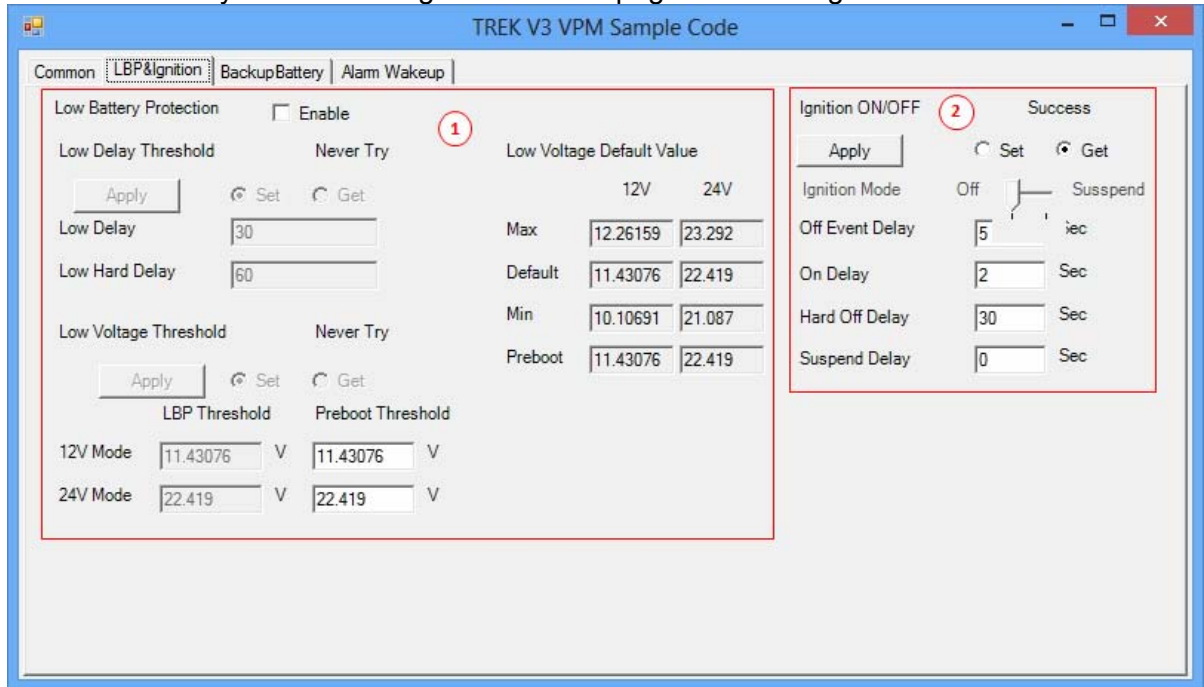 TREK V3 VPM Sample Code
Common LBP&Ignition BackupBattery Alarm Wakeup
Low Battery Protection Enable
1
Low Delay Threshold Never Try
Apply Set Get
Low Delay 30
Low Hard Delay 60
Low Voltage Threshold Never Try
Apply Set Get
LBP Threshold Preboot Threshold
12V Mode 11.43076 V 11.43076 V
24V Mode 22.419 V 22.419 V
Low Voltage Default Value
12V 24V
Max 12.26159 23.292
Default 11.43076 22.419
Min 10.10691 21.087
Preboot 11.43076 22.419
Ignition ON/OFF 2 Success
Apply Set Get
Ignition Mode Off Susspend
Off Event Delay 5
On Delay 2 Sec
Hard Off Delay 30 Sec
Suspend Delay 0 Sec